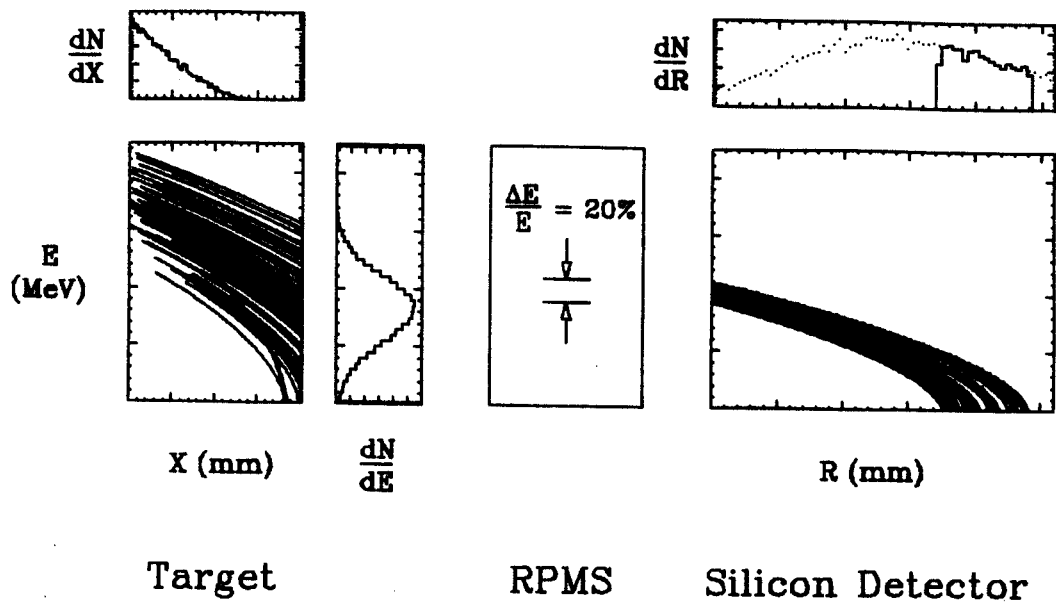 dN
dX
dN
dR
E
(MeV)
ΔE
E
= 20%
X (mm)
dN
dE
R (mm)
Target
RPMS
Silicon Detector